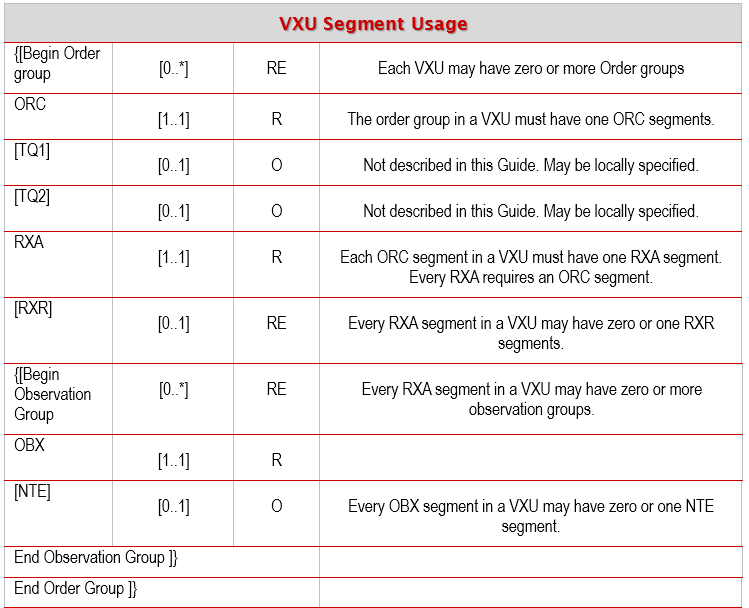 VXU Segment Usage
{[Begin Order
group
[0..*]
RE
Each VXU may have zero or more Order groups
ORC
[1..1]
R
The order group in a VXU must have one ORC segments.
[TQ1]
[0..1]
O
Not described in this Guide. May be locally specified.
[TQ2]
[0..1]
O
Not described in this Guide. May be locally specified.
RXA
[1..1]
R
Each ORC segment in a VXU must have one RXA segment.
Every RXA requires an ORC segment.
[RXR]
[0..1]
RE
Every RXA segment in a VXU may have zero or one RXR
segments.
{[Begin
Observation
Group
[0..*]
RE
Every RXA segment in a VXU may have zero or more
observation groups.
OBX
[1..1]
R
[NTE]
[0..1]
O
Every OBX segment in a VXU may have zero or one NTE
segment.
End Observation Group ]}
End Order Group ]}